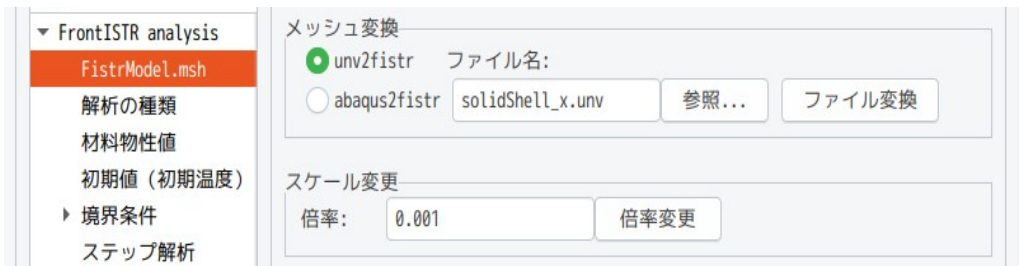 FrontISTR analysis
FistrModel.msh
解析の種類
材料物性値
初期値（初期温度）
境界条件
ステップ解析
メッシュ変換
unv2fistr ファイル名:
abaqus2fistr solidShell_x.unv 参照... ファイル変換
スケール変更
倍率: 0.001 倍率変更